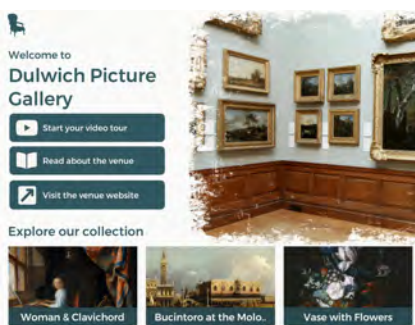 Welcome to
Dulwich Picture
Gallery
Start your video tour
Read about the venue
Visit the venue website
Explore our collection
Woman & Clavichord
Bucintoro at the Molo..
Vase with Flowers